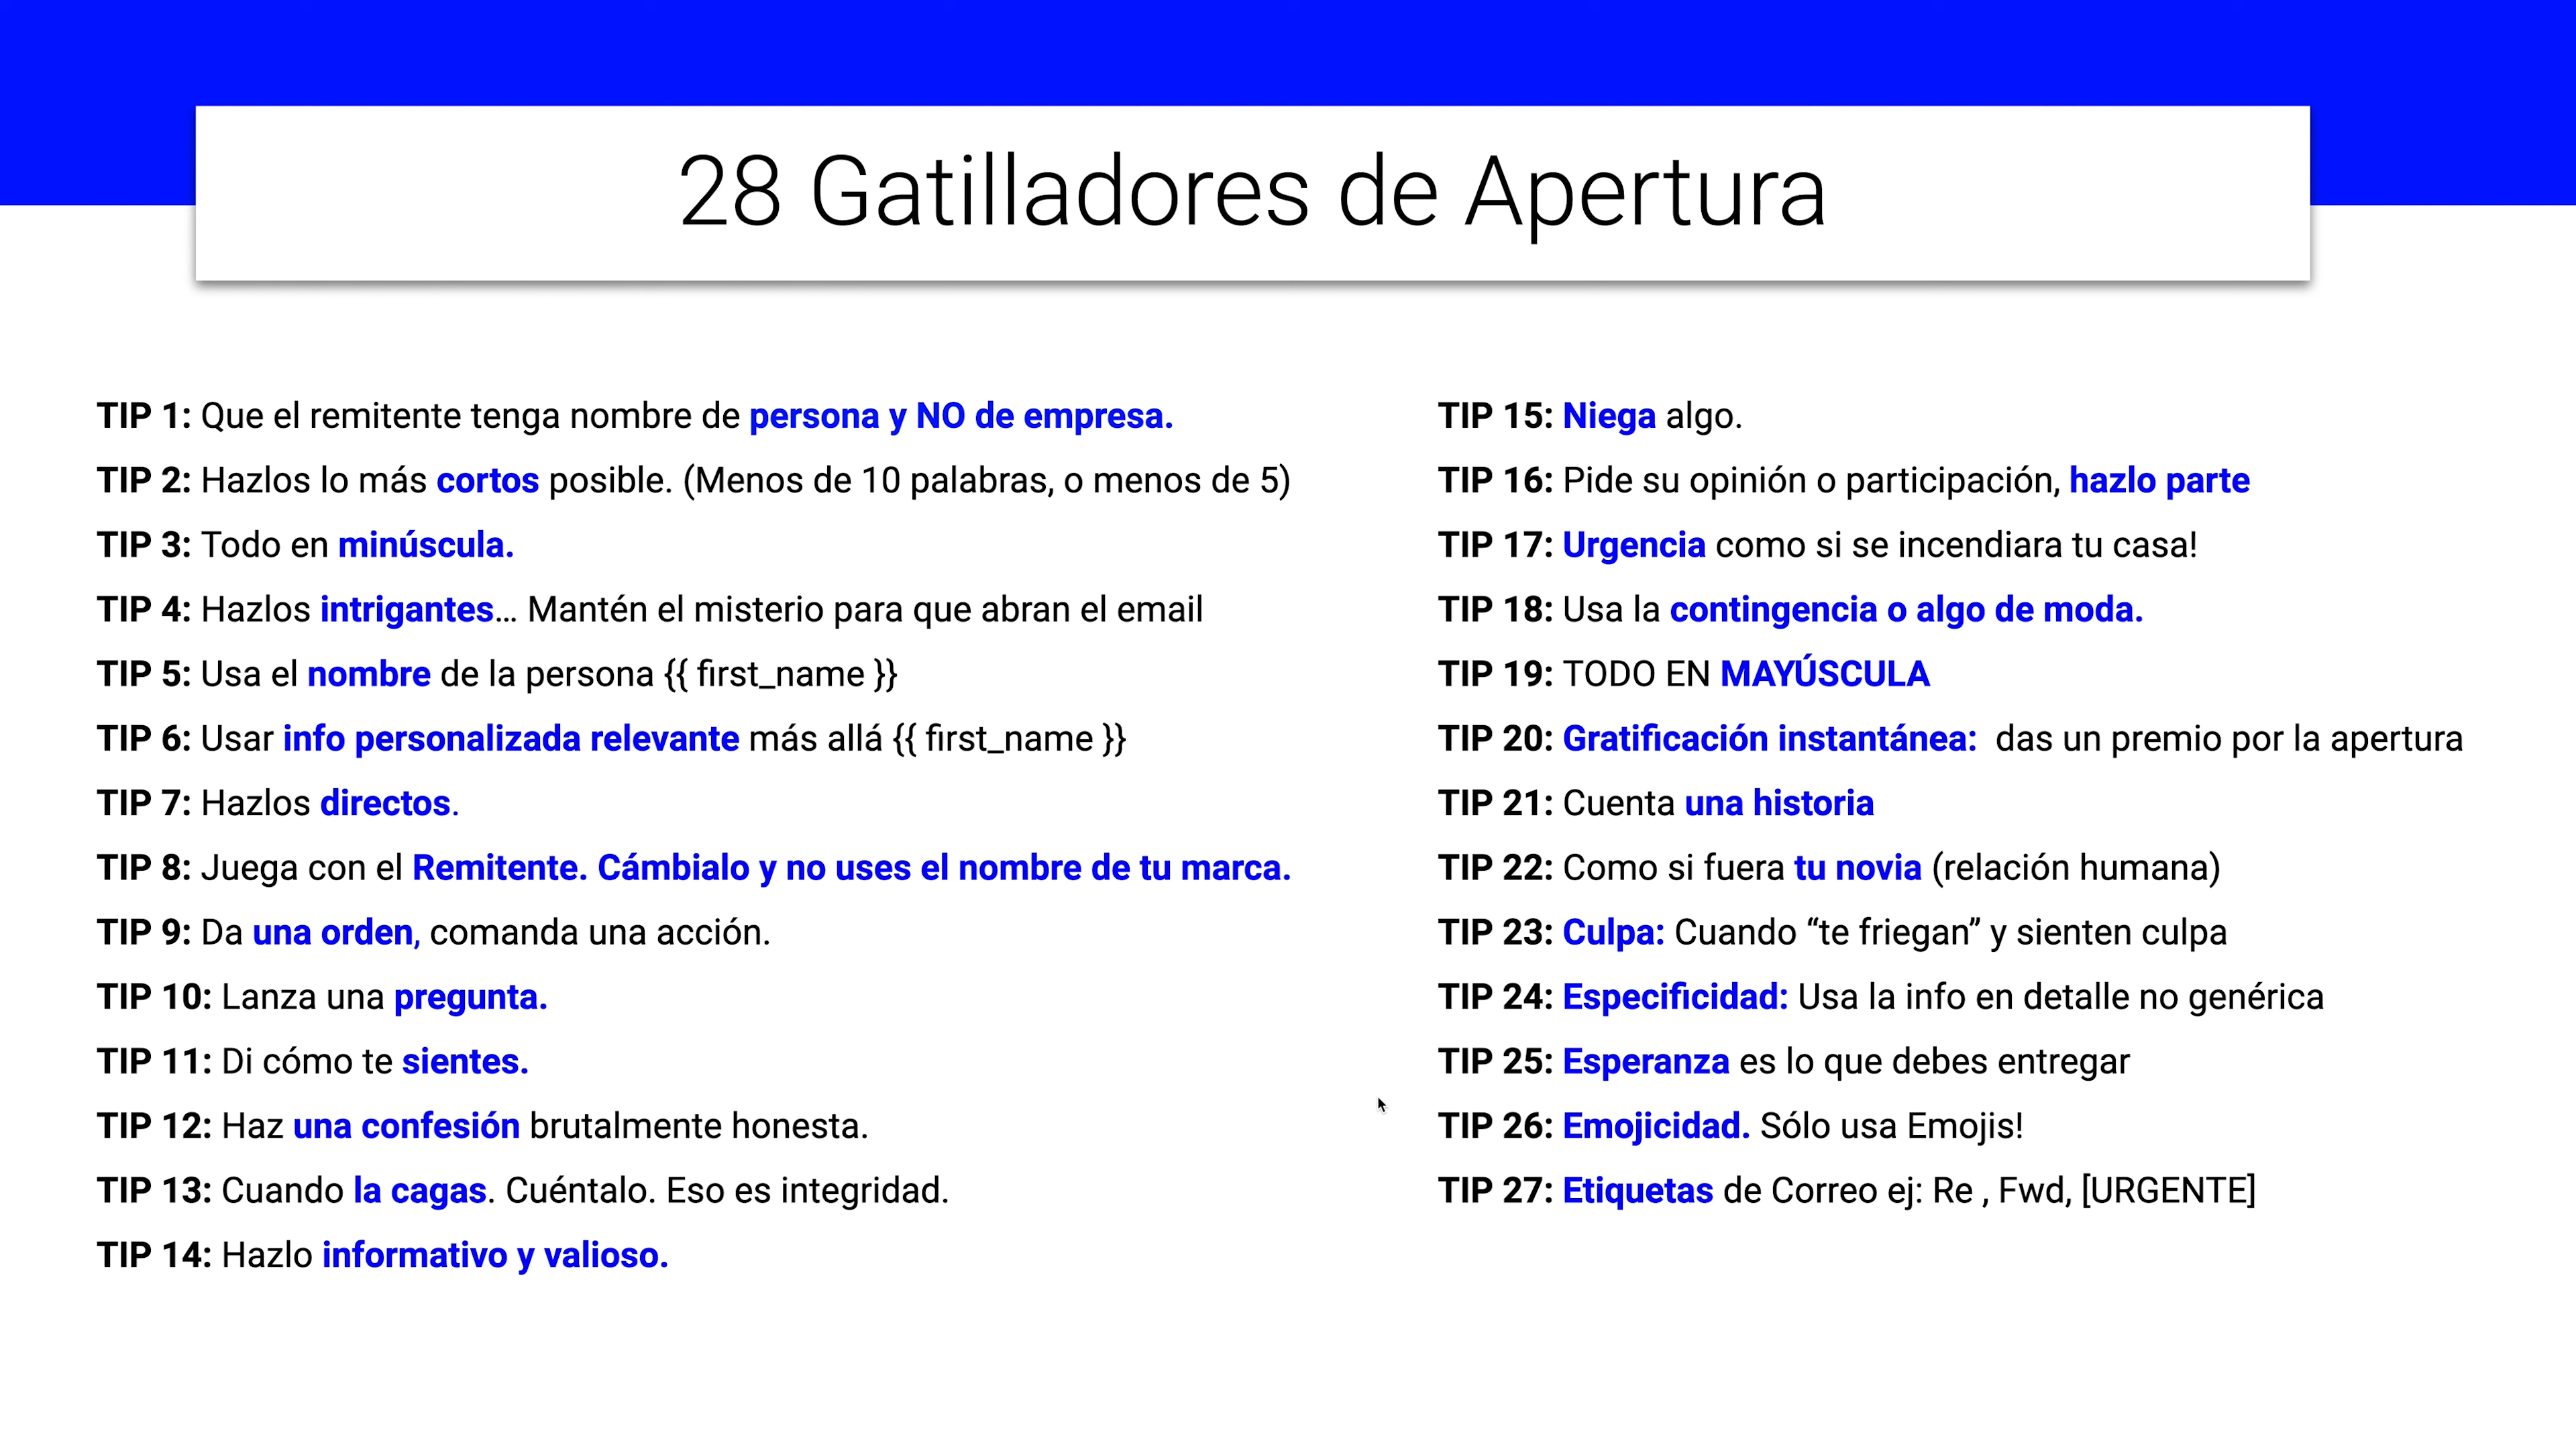 28 Gatilladores de Apertura
TIP 1: Que el remitente tenga nombre de persona y NO de empresa.
TIP 2: Hazlos lo más cortos posible. (Menos de 10 palabras, o menos de 5)
TIP 3: Todo en minúscula.
TIP 4: Hazlos intrigantes... Mantén el misterio para que abran el email
TIP 5: Usa el nombre de la persona {{ first_name }}
TIP 6: Usar info personalizada relevante más allá {{ first_name }}
TIP 7: Hazlos directos.
TIP 8: Juega con el Remitente. Cámbialo y no uses el nombre de tu marca.
TIP 9: Da una orden, comanda una acción.
TIP 10: Lanza una pregunta.
TIP 11: Di cómo te sientes.
TIP 12: Haz una confesión brutalmente honesta.
TIP 13: Cuando la cagas. Cuéntalo. Eso es integridad.
TIP 14: Hazlo informativo y valioso.
TIP 15: Niega algo.
TIP 16: Pide su opinión o participación, hazlo parte
TIP 17: Urgencia como si se incendiara tu casa!
TIP 18: Usa la contingencia o algo de moda.
TIP 19: TODO EN MAYÚSCULA
TIP 20: Gratificación instantánea: das un premio por la apertura
TIP 21: Cuenta una historia
TIP 22: Como si fuera tu novia (relación humana)
TIP 23: Culpa: Cuando “te friegan” y sienten culpa
TIP 24: Especificidad: Usa la info en detalle no genérica
TIP 25: Esperanza es lo que debes entregar
TIP 26: Emojicidad. Sólo usa Emojis!
TIP 27: Etiquetas de Correo ej: Re , Fwd, [URGENTE]